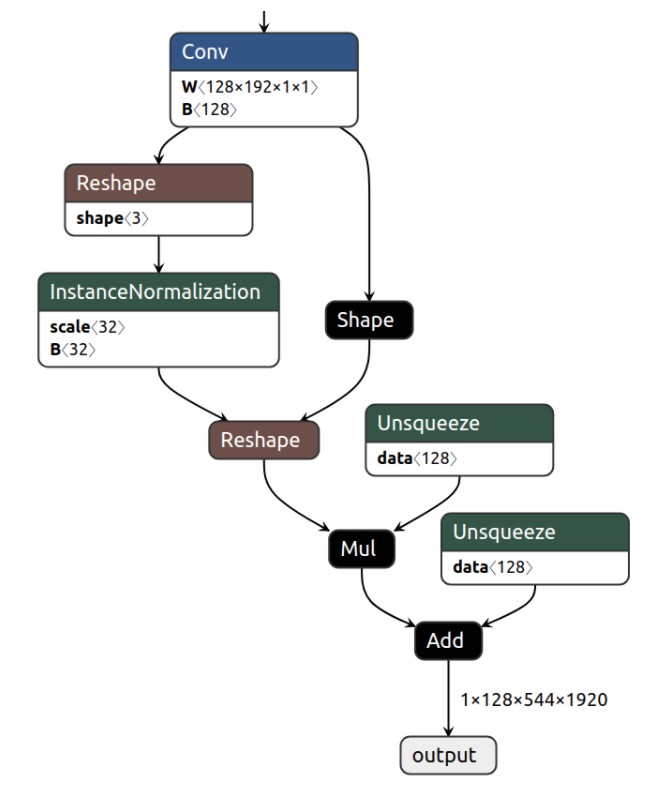 Conv
W⟨128×192×1×1⟩
B⟨128⟩
Reshape
shape⟨3⟩
InstanceNormalization
scale⟨32⟩
B⟨32⟩
Shape
Reshape
Unsqueeze
data⟨128⟩
Mul
Unsqueeze
data⟨128⟩
Add
1×128×544×1920
output